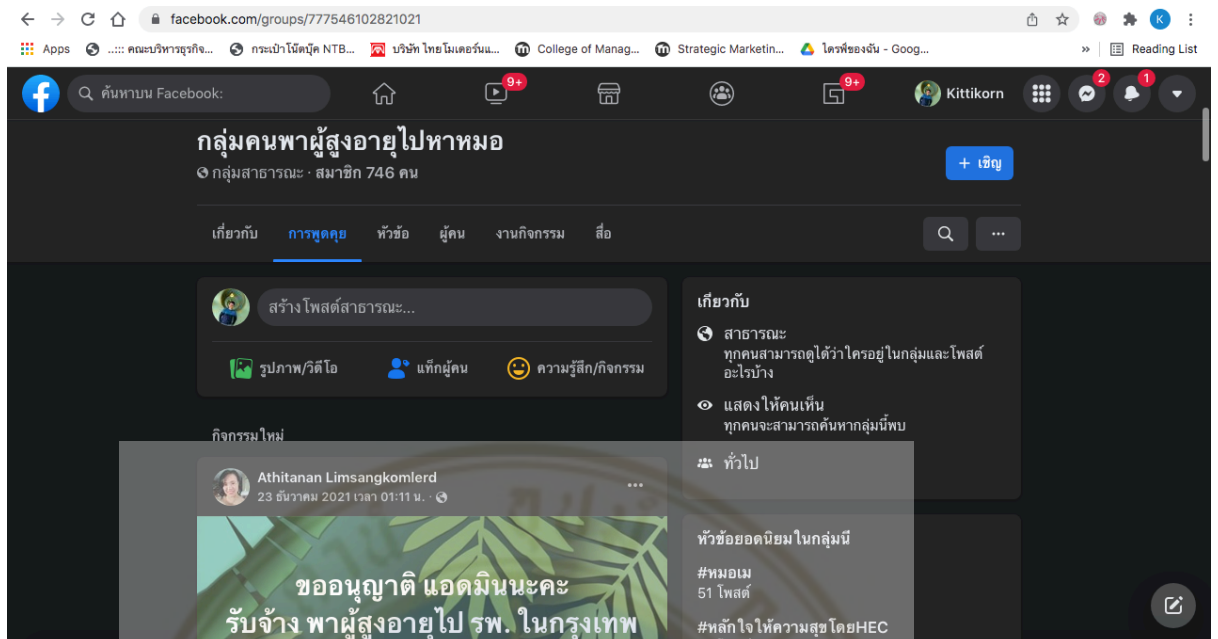 facebook.com/groups/777546102821021
K
Apps ..::: คณะบริหารธุรกิจ... กระเป๋าโน๊ตบุ๊ค NTB... บริษัท ไทยโมเดอร์นแ... College of Manag... Strategic Marketin... ไดรฟ์ของฉัน - Goog... » Reading List
ค้นหาบน Facebook: 9+ 9+ Kittikorn 2 1
กลุ่มคนพาผู้สูงอายุไปหาหมอ
กลุ่มสาธารณะ · สมาชิก 746 คน
+ เชิญ
เกี่ยวกับ การพูดคุย หัวข้อ ผู้คน งานกิจกรรม สื่อ
สร้างโพสต์สาธารณะ...
รูปภาพ/วิดีโอ แท็กผู้คน ความรู้สึก/กิจกรรม
กิจกรรมใหม่
Athitanan Limsangkomlerd
23 ธันวาคม 2021 เวลา 01:11 น. ·
ขออนุญาติ แอดมินนะคะ
รับจ้าง พาผู้สูงอายุไป รพ. ในกรุงเทพ
เกี่ยวกับ
สาธารณะ
ทุกคนสามารถดูได้ว่าใครอยู่ในกลุ่มและโพสต์
อะไรบ้าง
แสดงให้คนเห็น
ทุกคนจะสามารถค้นหากลุ่มนี้พบ
ทั่วไป
หัวข้อยอดนิยมในกลุ่มนี้
#หมอเม
51 โพสต์
#หลักใจให้ความสุขโดยHEC